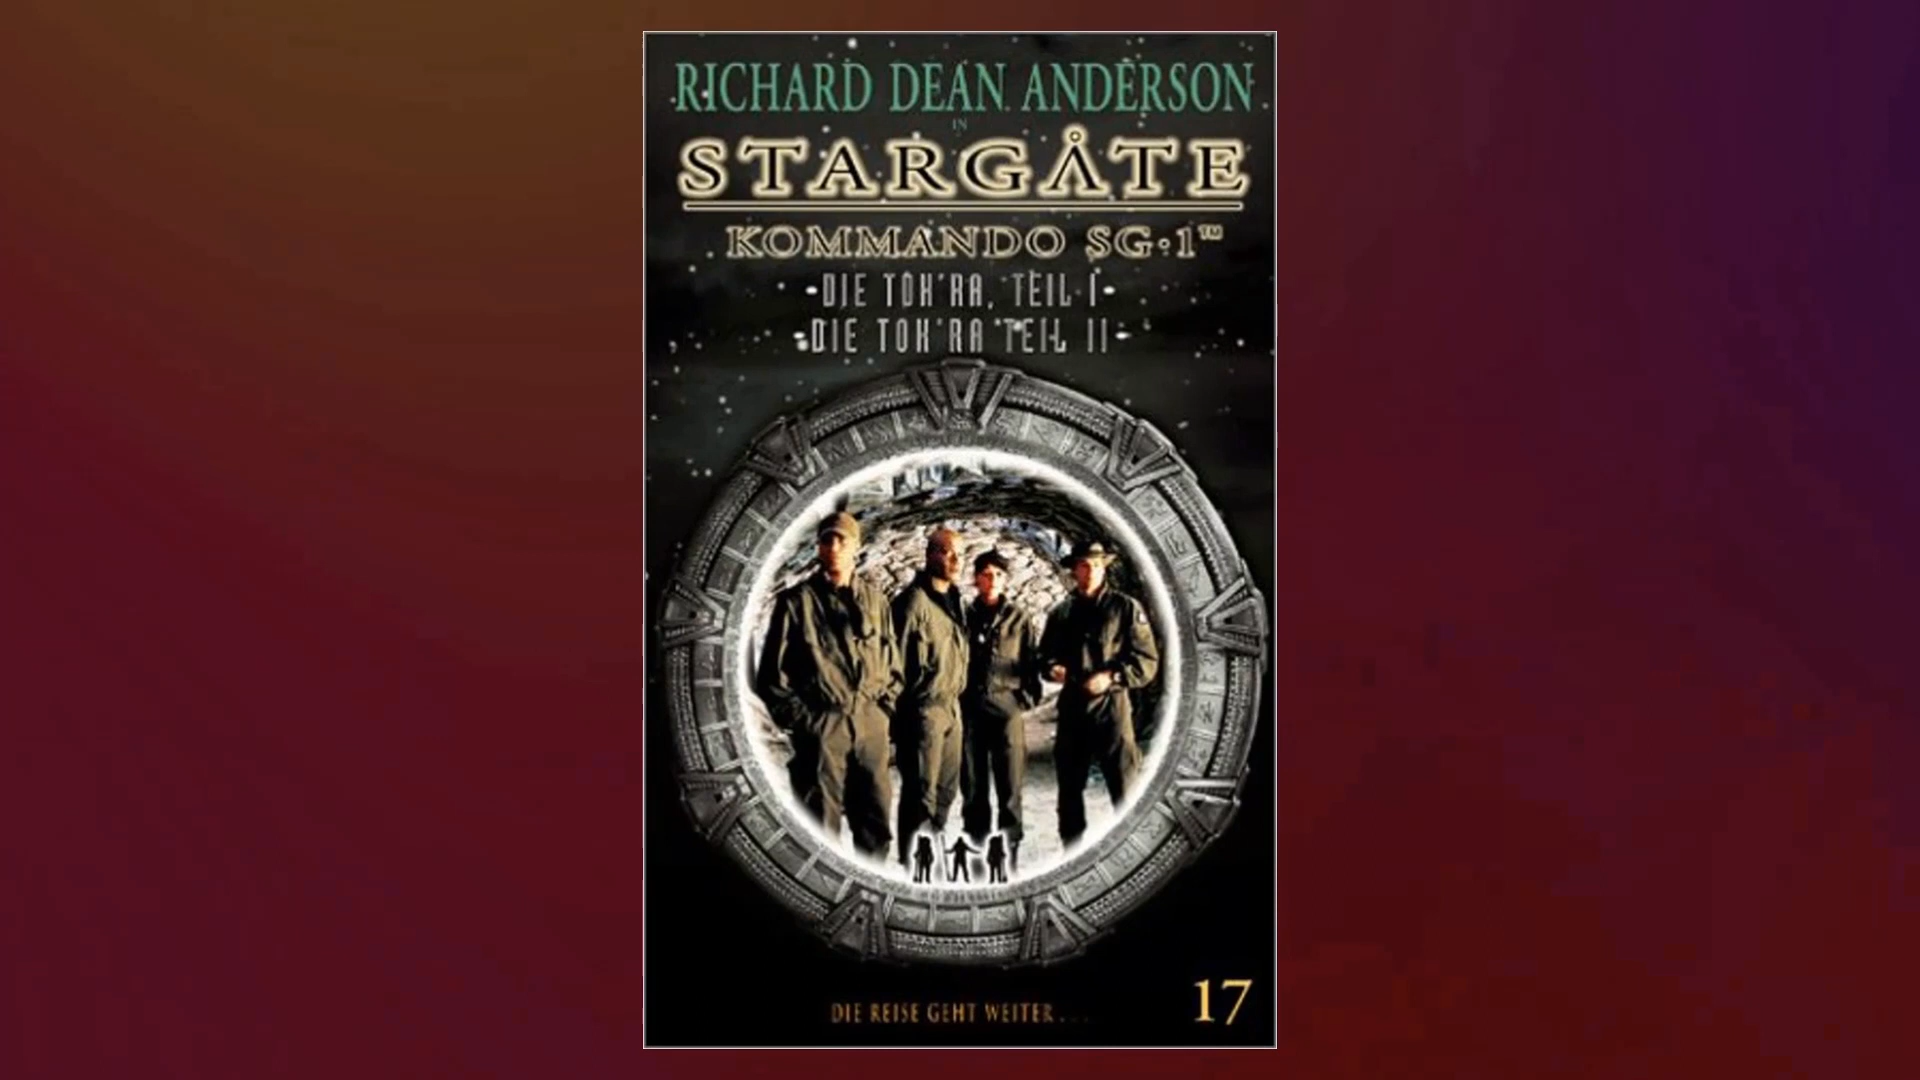 RICHARD DEAN ANDERSON
IN
STARGATE
KOMMANDO SG·1™
·DIE TOK'RA, TEIL I·
·DIE TOK'RA TEIL II·
DIE REISE GEHT WEITER . . .
17